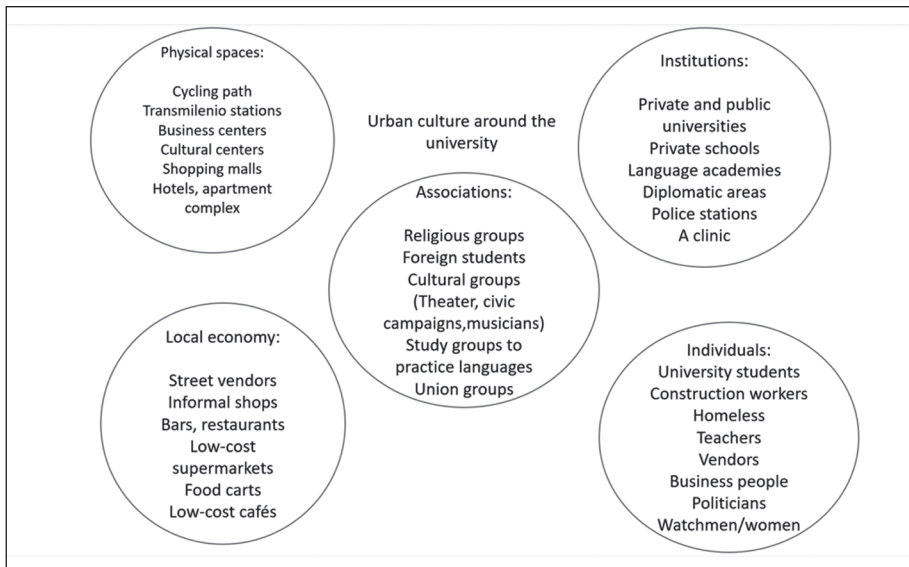 Physical spaces:
Cycling path
Transmilenio stations
Business centers
Cultural centers
Shopping malls
Hotels, apartment
complex
Urban culture around the
university
Institutions:
Private and public
universities
Private schools
Language academies
Diplomatic areas
Police stations
A clinic
Associations:
Religious groups
Foreign students
Cultural groups
(Theater, civic
campaigns,musicians)
Study groups to
practice languages
Union groups
Local economy:
Street vendors
Informal shops
Bars, restaurants
Low-cost
supermarkets
Food carts
Low-cost cafés
Individuals:
University students
Construction workers
Homeless
Teachers
Vendors
Business people
Politicians
Watchmen/women